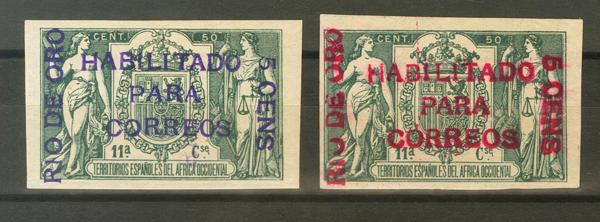 CENT. 50
RIO DE ORO
HABILITADO
PARA
CORREOS
5 CENS
11ª Cse
TERRITORIOS ESPAÑOLES DEL AFRICA OCCIDENTAL
CENT. 50
RIO DE ORO
HABILITADO
PARA
CORREOS
5 CENS
11ª Cse
TERRITORIOS ESPAÑOLES DEL AFRICA OCCIDENTAL